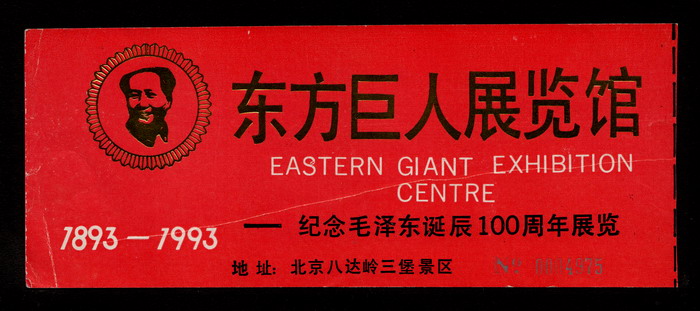 东方巨人展览馆
EASTERN GIANT EXHIBITION
CENTRE
1893—1993
—纪念毛泽东诞辰100周年展览
地址：北京八达岭三堡景区
№ 0004975